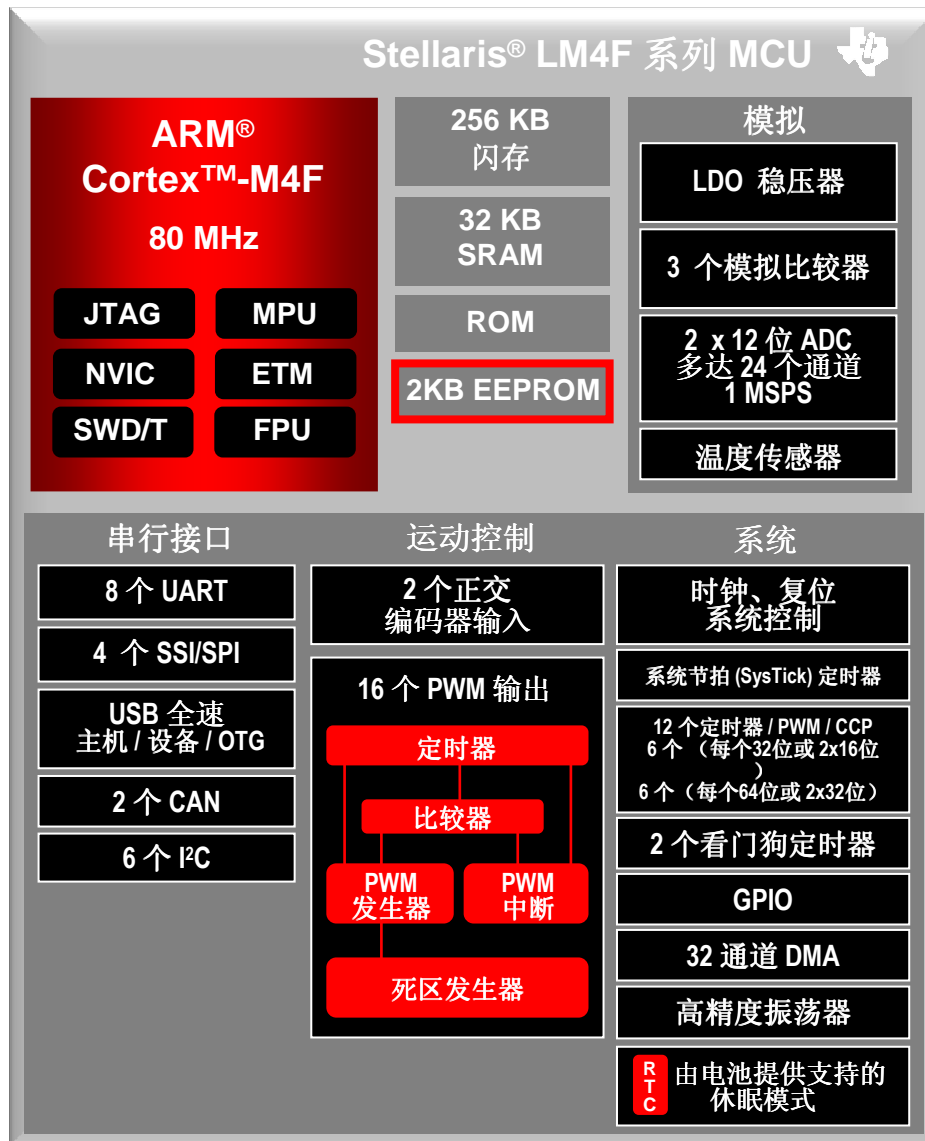 Stellaris® LM4F 系列 MCU
ARM®
Cortex™-M4F
80 MHz
JTAG
MPU
NVIC
ETM
SWD/T
FPU
256 KB
闪存
32 KB
SRAM
ROM
2KB EEPROM
模拟
LDO 稳压器
3 个模拟比较器
2 x 12 位 ADC
多达 24 个通道
1 MSPS
温度传感器
串行接口
8 个 UART
4 个 SSI/SPI
USB 全速
主机 / 设备 / OTG
2 个 CAN
6 个 I²C
运动控制
2 个正交
编码器输入
16 个 PWM 输出
定时器
比较器
PWM
发生器
PWM
中断
死区发生器
系统
时钟、复位
系统控制
系统节拍 (SysTick) 定时器
12 个定时器 / PWM / CCP
6 个 （每个32位或 2x16位
）
6 个（每个64位或 2x32位）
2 个看门狗定时器
GPIO
32 通道 DMA
高精度振荡器
RTC
由电池提供支持的
休眠模式